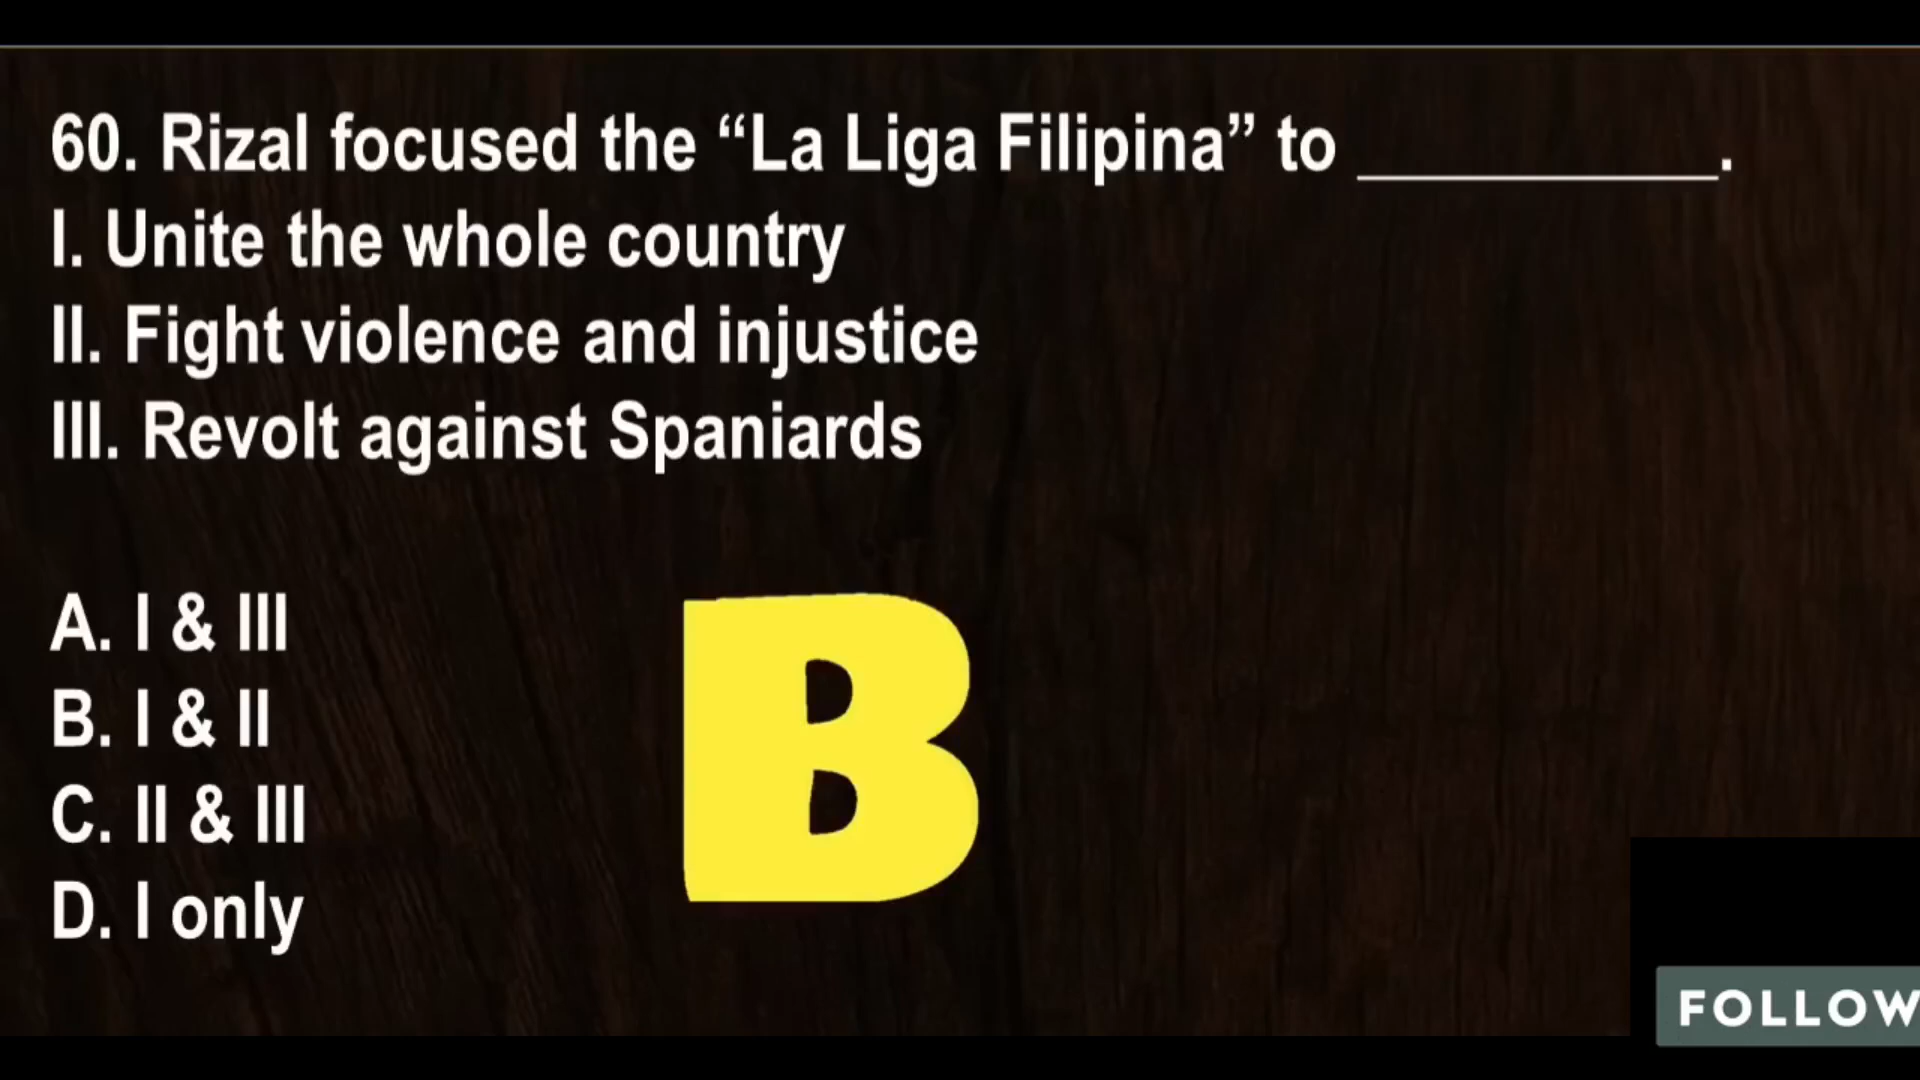 60. Rizal focused the “La Liga Filipina” to __________.
I. Unite the whole country
II. Fight violence and injustice
III. Revolt against Spaniards
A. I & III
B. I & II
C. II & III
D. I only
B
FOLLOW